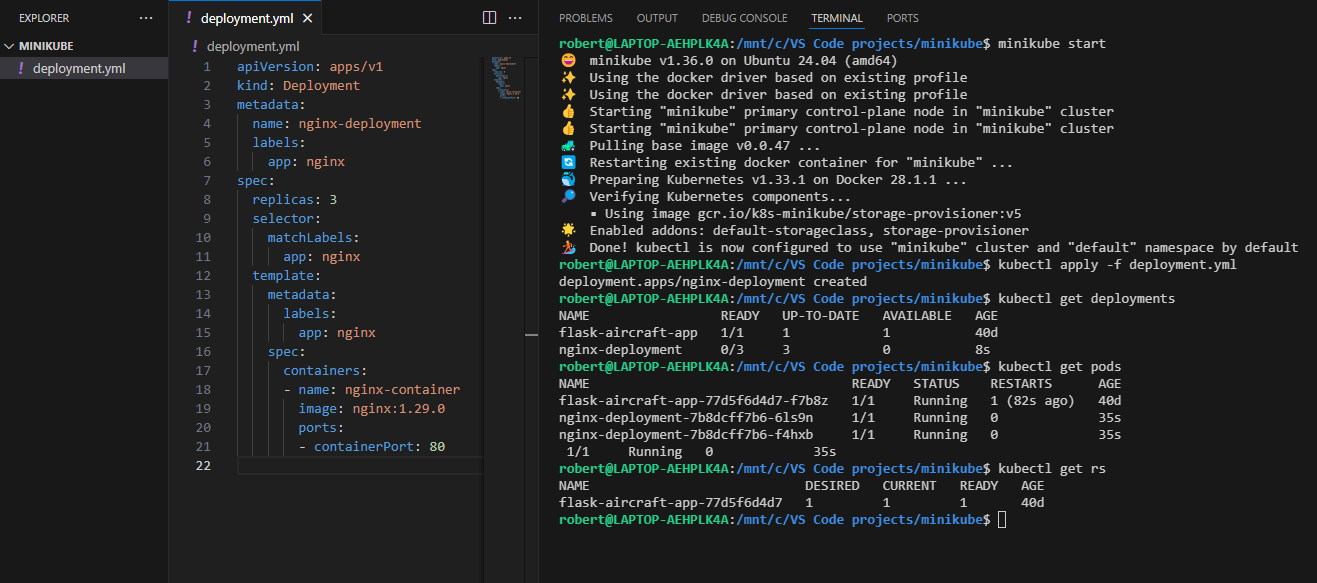 EXPLORER
MINIKUBE
! deployment.yml
! deployment.yml
! deployment.yml
1 apiVersion: apps/v1
2 kind: Deployment
3 metadata:
4   name: nginx-deployment
5   labels:
6     app: nginx
7 spec:
8   replicas: 3
9   selector:
10     matchLabels:
11       app: nginx
12   template:
13     metadata:
14       labels:
15         app: nginx
16     spec:
17       containers:
18       - name: nginx-container
19         image: nginx:1.29.0
20         ports:
21         - containerPort: 80
22
PROBLEMS OUTPUT DEBUG CONSOLE TERMINAL PORTS
robert@LAPTOP-AEHPLK4A:/mnt/c/VS Code projects/minikube$ minikube start
😄  minikube v1.36.0 on Ubuntu 24.04 (amd64)
✨  Using the docker driver based on existing profile
✨  Using the docker driver based on existing profile
👍  Starting "minikube" primary control-plane node in "minikube" cluster
👍  Starting "minikube" primary control-plane node in "minikube" cluster
🚜  Pulling base image v0.0.47 ...
🔄  Restarting existing docker container for "minikube" ...
🐳  Preparing Kubernetes v1.33.1 on Docker 28.1.1 ...
🔎  Verifying Kubernetes components...
    ▪ Using image gcr.io/k8s-minikube/storage-provisioner:v5
🌟  Enabled addons: default-storageclass, storage-provisioner
🏄  Done! kubectl is now configured to use "minikube" cluster and "default" namespace by default
robert@LAPTOP-AEHPLK4A:/mnt/c/VS Code projects/minikube$ kubectl apply -f deployment.yml
deployment.apps/nginx-deployment created
robert@LAPTOP-AEHPLK4A:/mnt/c/VS Code projects/minikube$ kubectl get deployments
NAME                 READY   UP-TO-DATE   AVAILABLE   AGE
flask-aircraft-app   1/1     1            1           40d
nginx-deployment     0/3     3            0           8s
robert@LAPTOP-AEHPLK4A:/mnt/c/VS Code projects/minikube$ kubectl get pods
NAME                                  READY   STATUS    RESTARTS      AGE
flask-aircraft-app-77d5f6d4d7-f7b8z   1/1     Running   1 (82s ago)   40d
nginx-deployment-7b8dcff7b6-6ls9n     1/1     Running   0             35s
nginx-deployment-7b8dcff7b6-f4hxb     1/1     Running   0             35s
 1/1     Running   0             35s
robert@LAPTOP-AEHPLK4A:/mnt/c/VS Code projects/minikube$ kubectl get rs
NAME                            DESIRED   CURRENT   READY   AGE
flask-aircraft-app-77d5f6d4d7   1         1         1       40d
robert@LAPTOP-AEHPLK4A:/mnt/c/VS Code projects/minikube$